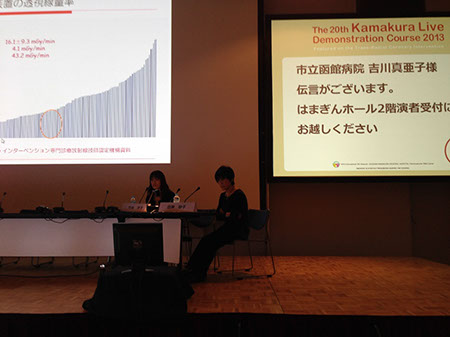 装置の透視線量率
16.1±9.3 mGy/min
4.1 mGy/min
43.2 mGy/min
インターベンション専門診療放射線技師認定機構資料
The 20th Kamakura Live
Demonstration Course 2013
市立函館病院 吉川真亜子様
伝言がございます。
はまぎんホール2階演者受付に
お越しください